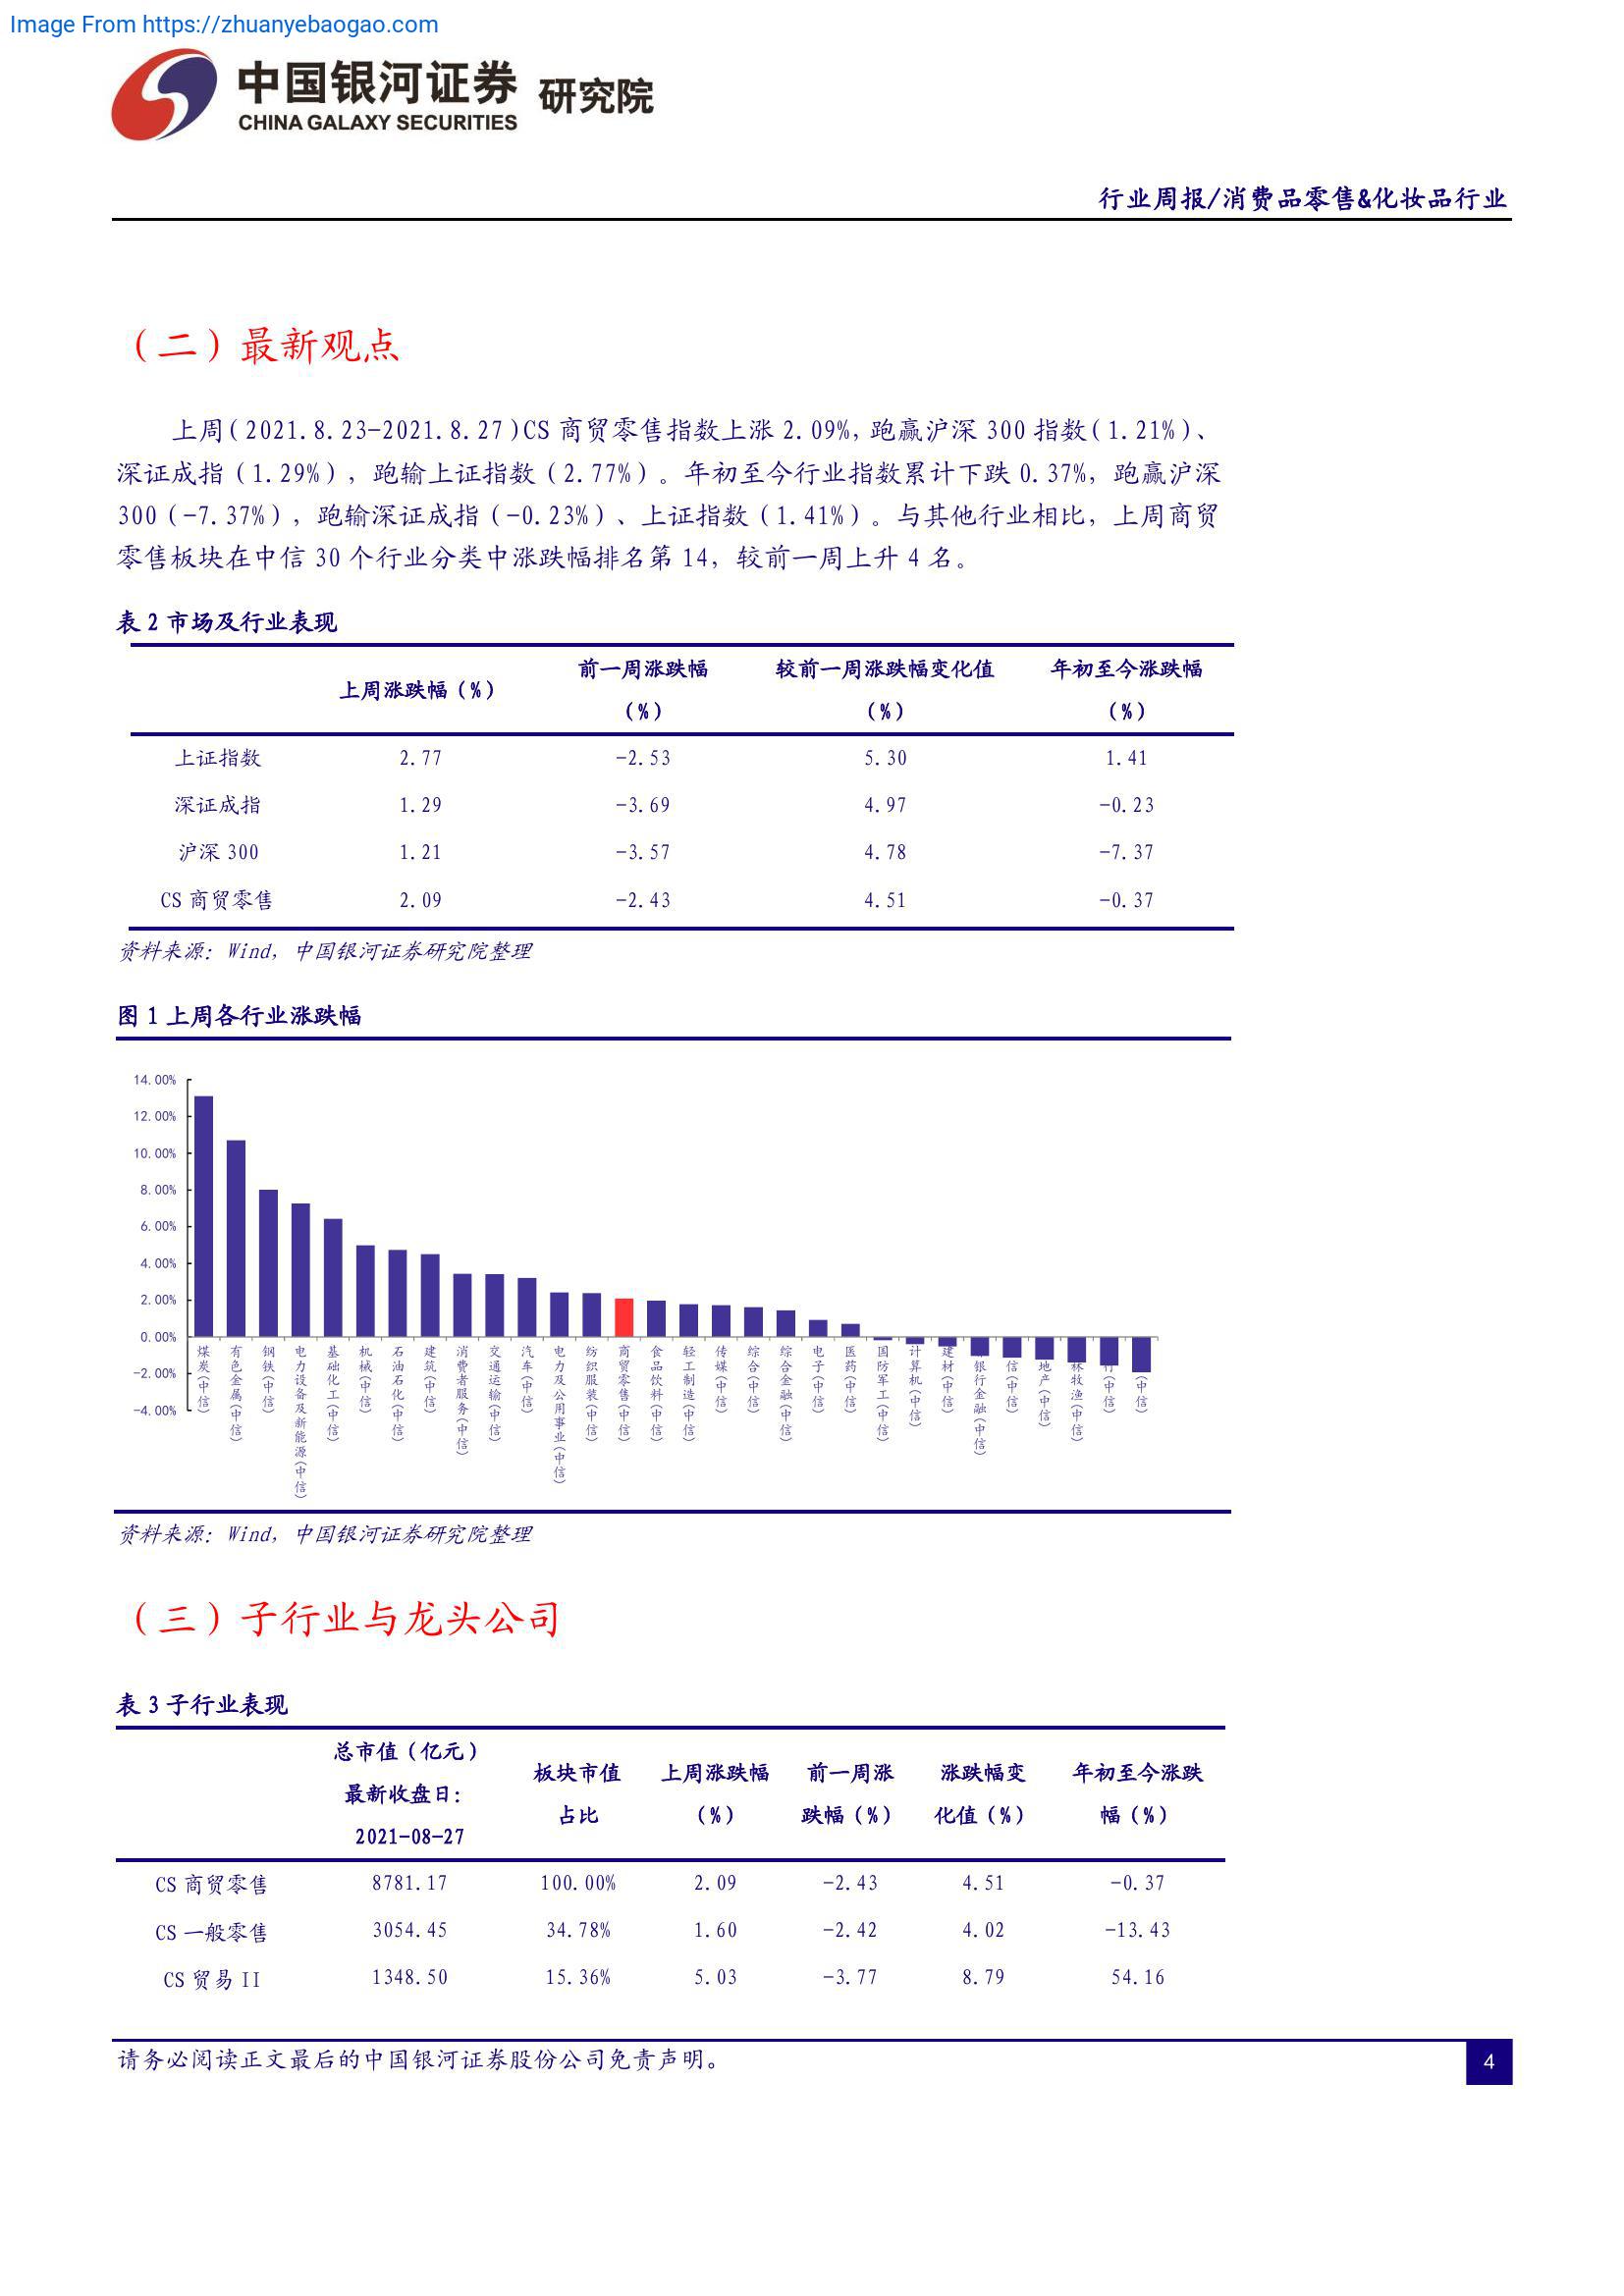 Image From https://zhuanyebaogao.com
中国银河证券 研究院
CHINA GALAXY SECURITIES
行业周报/消费品零售&化妆品行业
（二）最新观点
上周（2021.8.23-2021.8.27）CS 商贸零售指数上涨 2.09%，跑赢沪深 300 指数（1.21%）、
深证成指（1.29%），跑输上证指数（2.77%）。年初至今行业指数累计下跌 0.37%，跑赢沪深
300（-7.37%），跑输深证成指（-0.23%）、上证指数（1.41%）。与其他行业相比，上周商贸
零售板块在中信 30 个行业分类中涨跌幅排名第 14，较前一周上升 4 名。
表 2 市场及行业表现
上周涨跌幅（%） 前一周涨跌幅（%） 较前一周涨跌幅变化值（%） 年初至今涨跌幅（%）
上证指数 2.77 -2.53 5.30 1.41
深证成指 1.29 -3.69 4.97 -0.23
沪深 300 1.21 -3.57 4.78 -7.37
CS 商贸零售 2.09 -2.43 4.51 -0.37
资料来源：Wind，中国银河证券研究院整理
图 1 上周各行业涨跌幅
14.00%
12.00%
10.00%
8.00%
6.00%
4.00%
2.00%
0.00%
-2.00%
-4.00%
煤炭（中信）
有色金属（中信）
钢铁（中信）
电力设备及新能源（中信）
基础化工（中信）
机械（中信）
石油石化（中信）
建筑（中信）
消费者服务（中信）
交通运输（中信）
汽车（中信）
电力及公用事业（中信）
纺织服装（中信）
商贸零售（中信）
食品饮料（中信）
轻工制造（中信）
传媒（中信）
综合（中信）
综合金融（中信）
电子（中信）
医药（中信）
国防军工（中信）
计算机（中信）
建材（中信）
银行金融（中信）
信（中信）
地产（中信）
林牧渔（中信）
行（中信）
（中信）
资料来源：Wind，中国银河证券研究院整理
（三）子行业与龙头公司
表 3 子行业表现
总市值（亿元）
最新收盘日：
2021-08-27
板块市值
占比
上周涨跌幅
（%）
前一周涨
跌幅（%）
涨跌幅变
化值（%）
年初至今涨跌
幅（%）
CS 商贸零售 8781.17 100.00% 2.09 -2.43 4.51 -0.37
CS 一般零售 3054.45 34.78% 1.60 -2.42 4.02 -13.43
CS 贸易 II 1348.50 15.36% 5.03 -3.77 8.79 54.16
请务必阅读正文最后的中国银河证券股份公司免责声明。
4